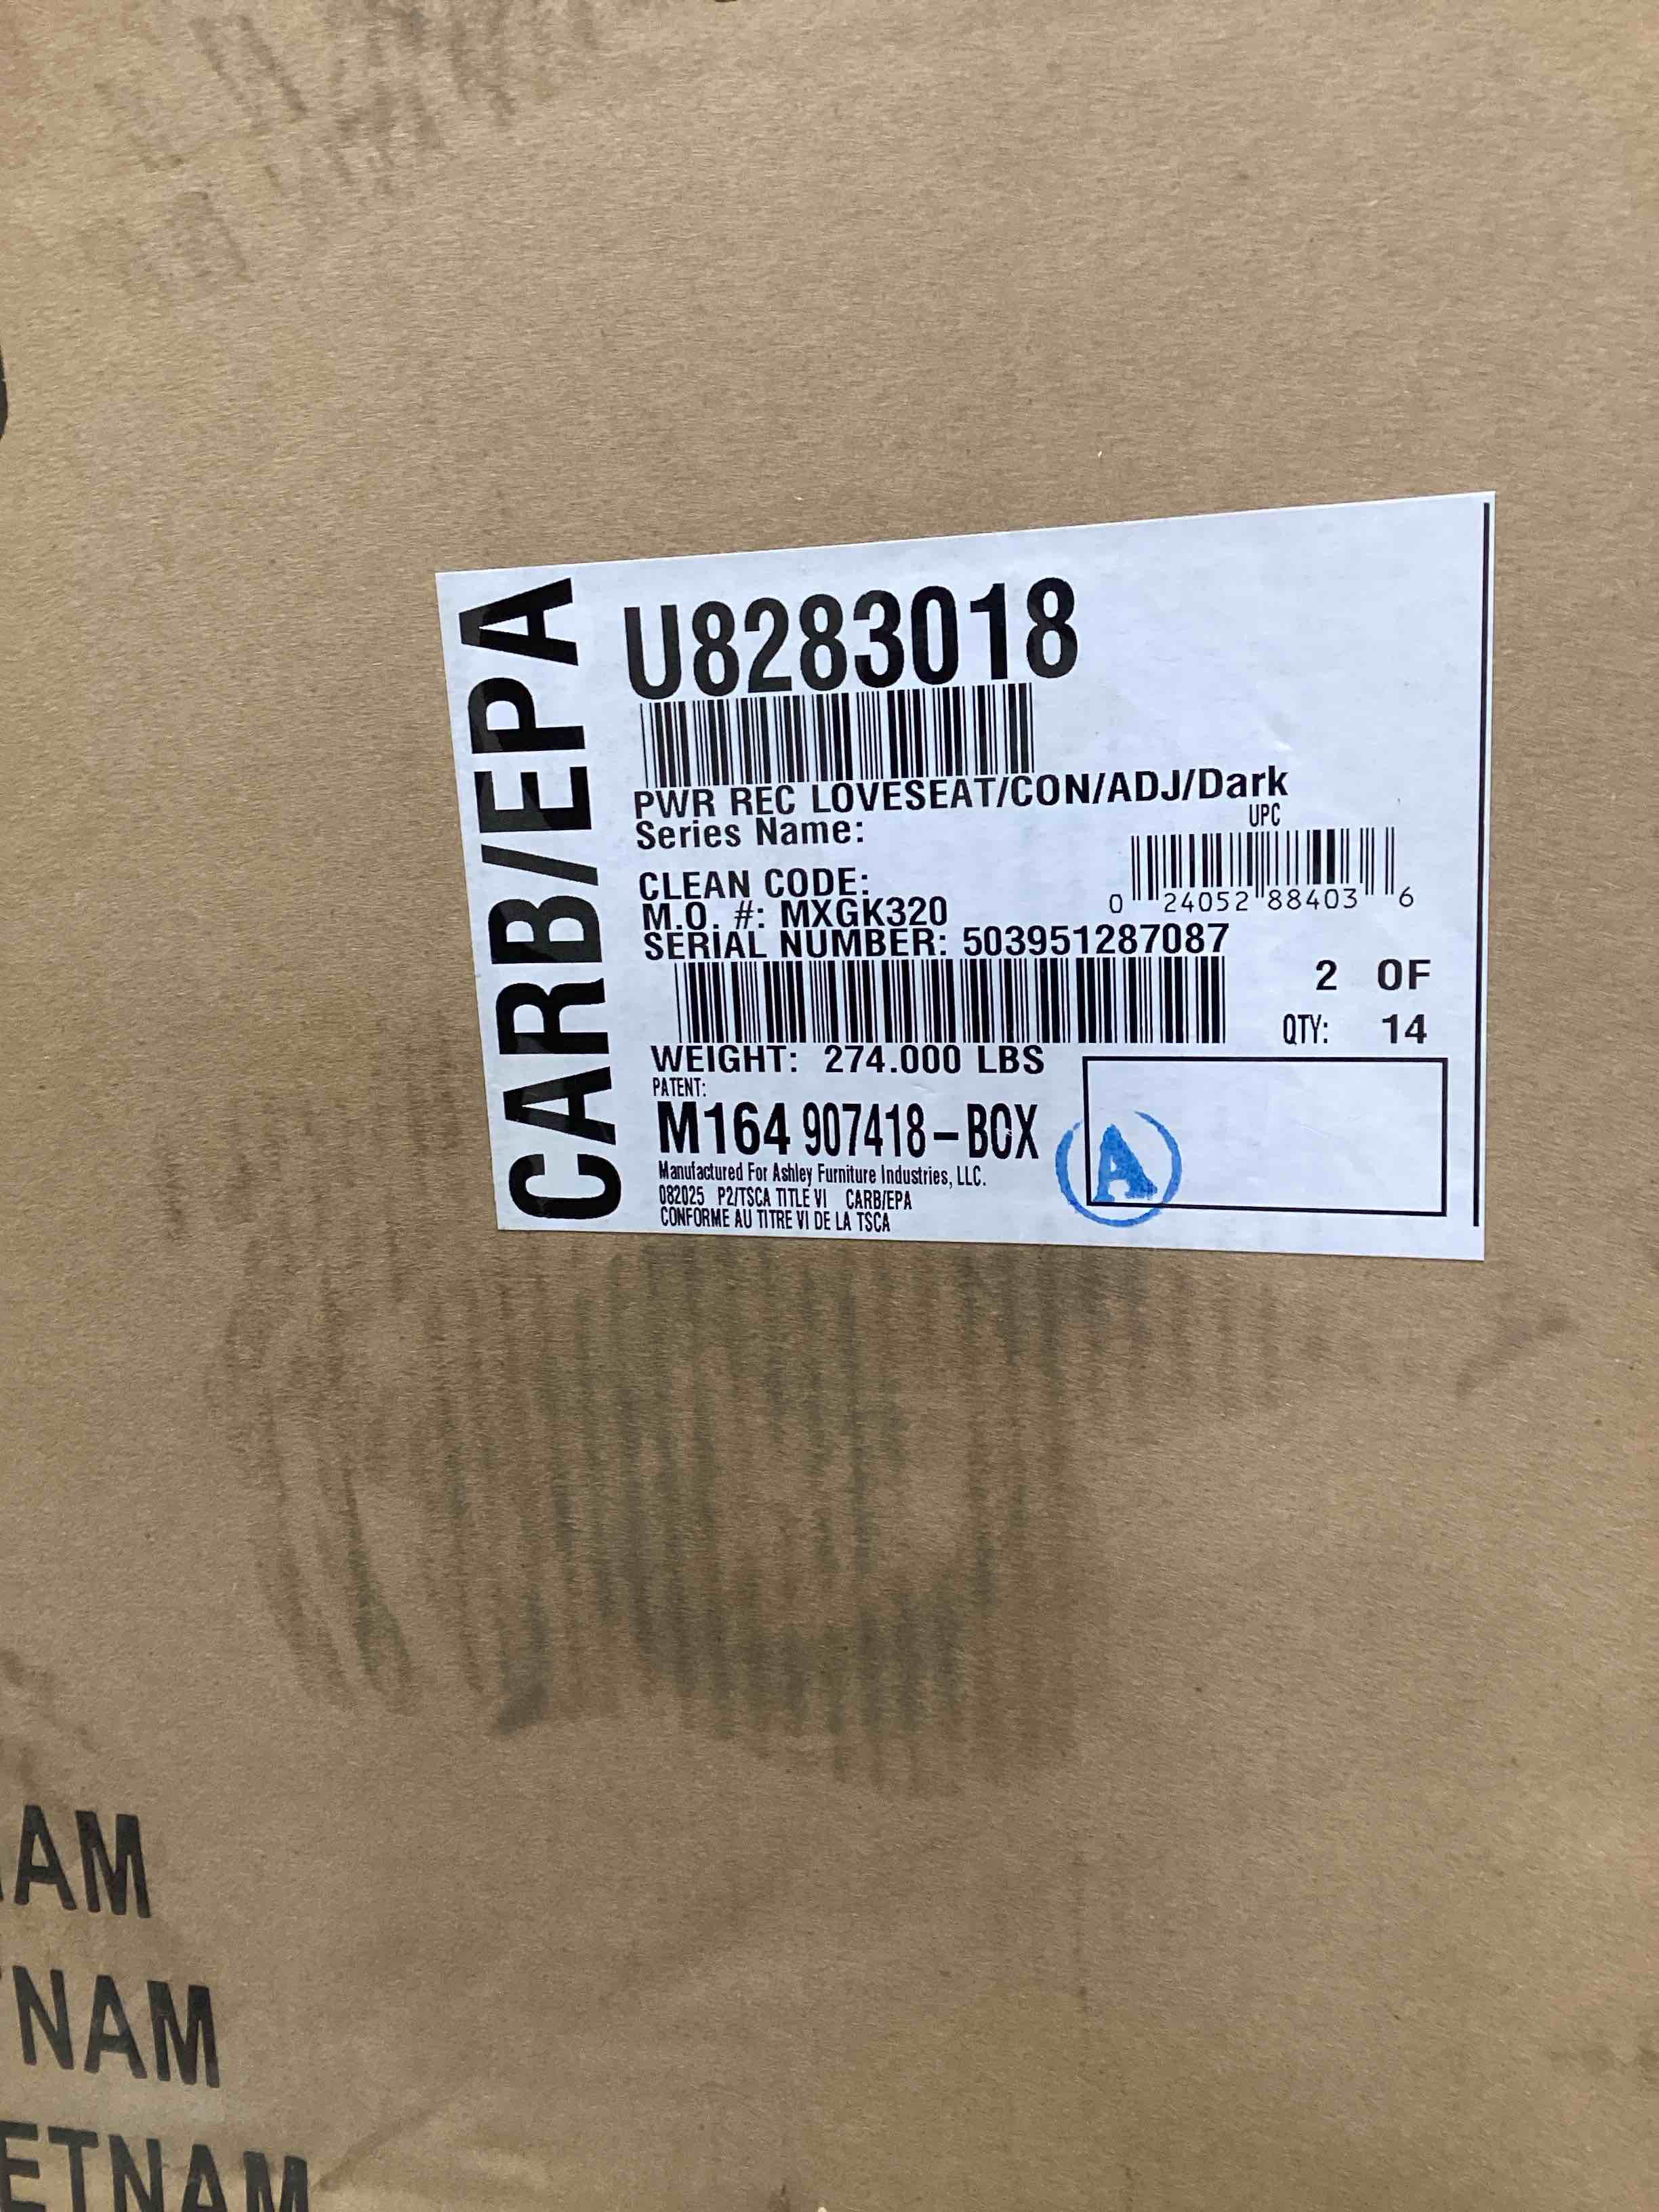 CARB/EPA
U8283018
PWR REC LOVESEAT/CON/ADJ/Dark
Series Name:
UPC
0 24052 88403 6
CLEAN CODE:
M.O. #: MXGK320
SERIAL NUMBER: 503951287087
2 OF
QTY: 14
WEIGHT: 274.000 LBS
PATENT:
M164 907418-BOX
A
Manufactured For Ashley Furniture Industries, LLC.
082025 P2/TSCA TITLE VI CARB/EPA
CONFORME AU TITRE VI DE LA TSCA
AM
NAM
ETNAM